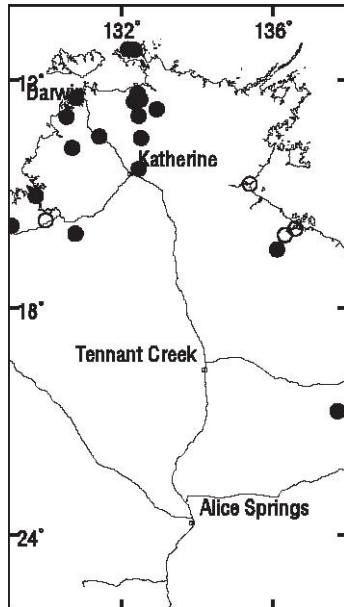 132° 136°
12°
Darwin
Katherine
18°
Tennant Creek
Alice Springs
24°